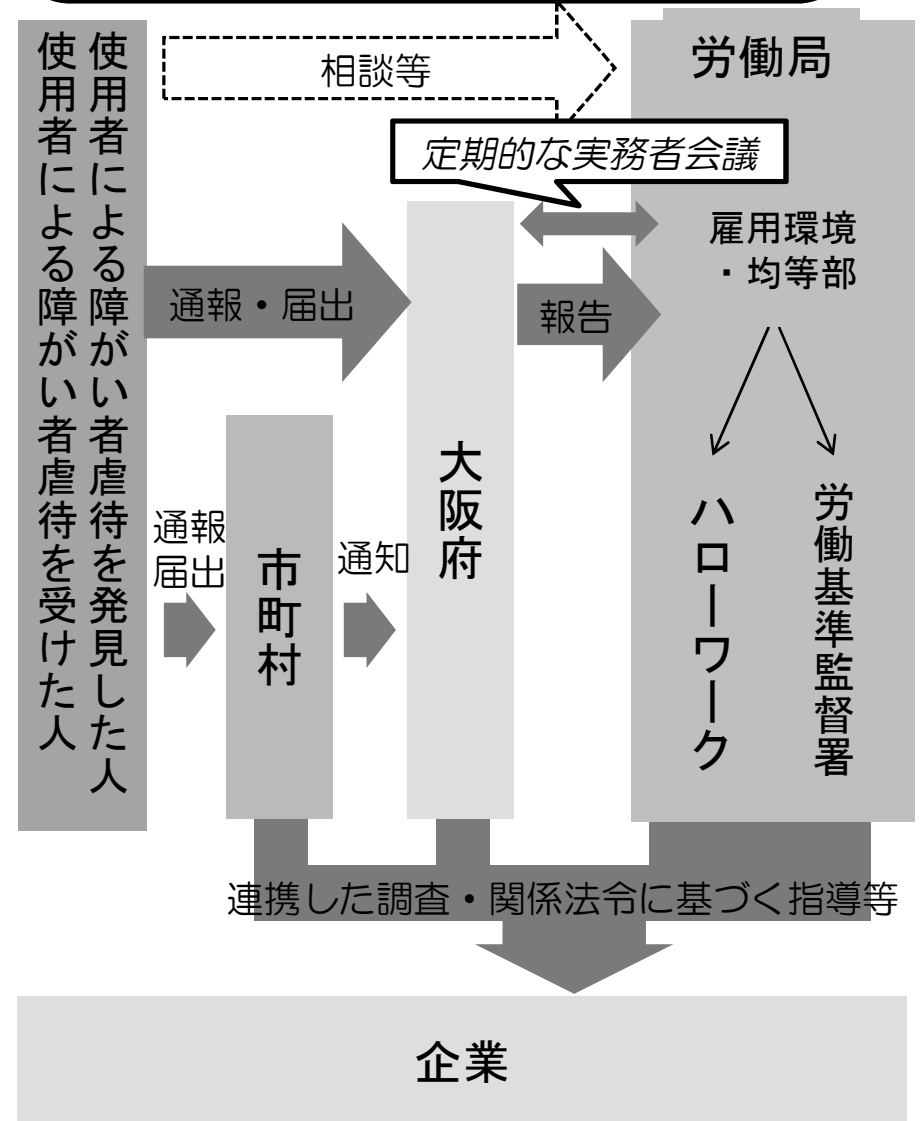 使用者による障がい者虐待を発見した人
使用者による障がい者虐待を受けた人
相談等
労働局
定期的な実務者会議
雇用環境
・均等部
通報・届出
報告
大阪府
通報
届出
市町村
通知
ハローワーク
労働基準監督署
連携した調査・関係法令に基づく指導等
企業